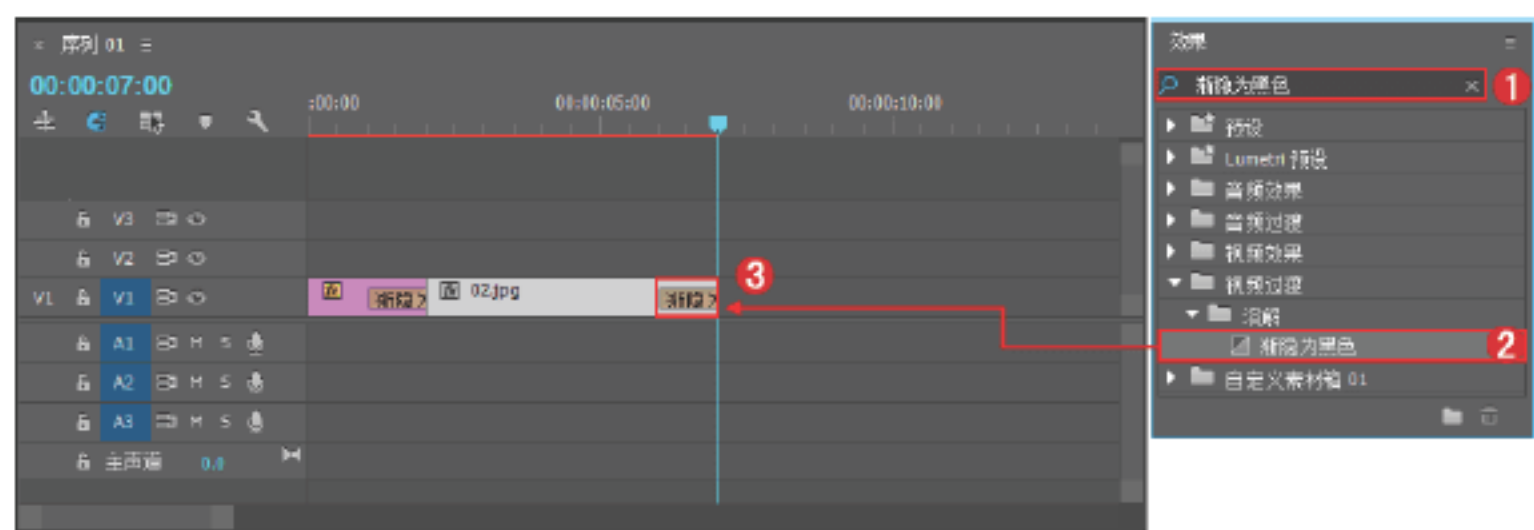 序列 01
00:00:07:00
:00:00 00:00:05:00 00:00:10:00
V3
V2
V1 V1 fx 渐隐为 fx 02.jpg 渐隐为 3
A1 M S
A2 M S
A3 M S
主声道 0.0
效果
渐隐为黑色 × 1
预设
Lumetri 预设
音频效果
音频过渡
视频效果
视频过渡
溶解
渐隐为黑色 2
自定义素材箱 01